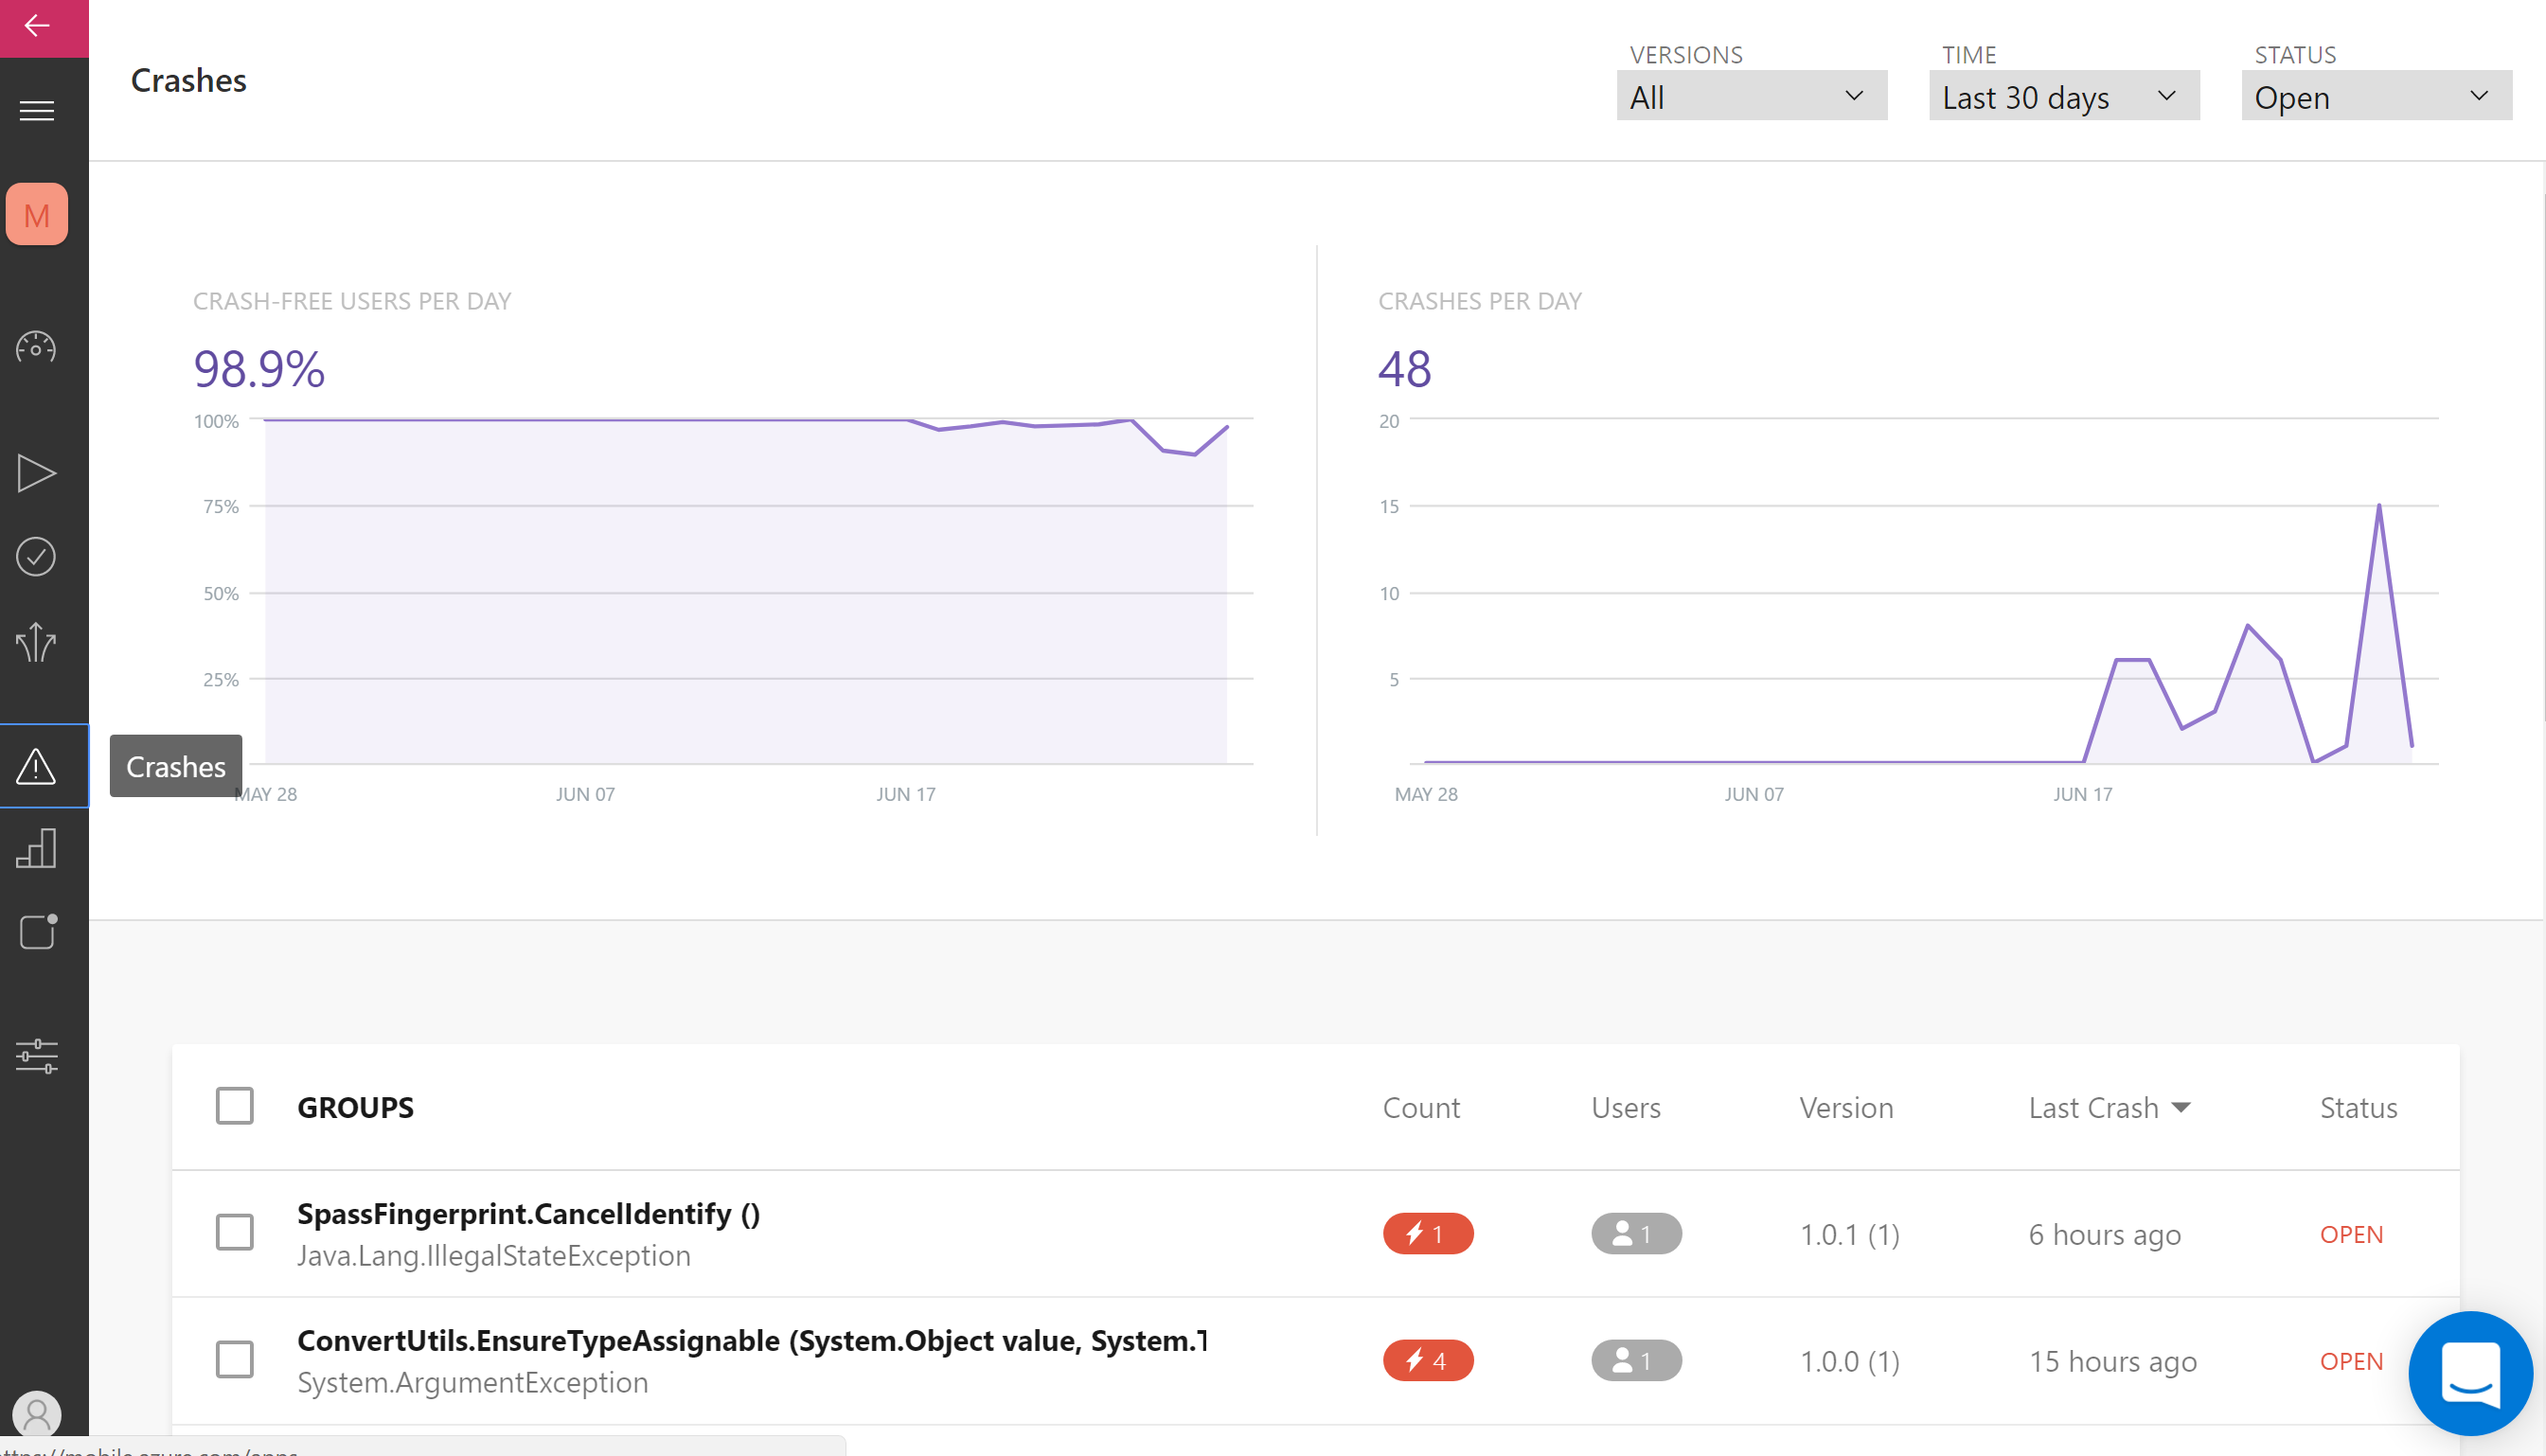 Crashes
VERSIONS
All
TIME
Last 30 days
STATUS
Open
M
CRASH-FREE USERS PER DAY
98.9%
100%
75%
50%
25%
MAY 28
JUN 07
JUN 17
CRASHES PER DAY
48
20
15
10
5
MAY 28
JUN 07
JUN 17
Crashes
GROUPS Count Users Version Last Crash Status
SpassFingerprint.CancelIdentify ()
Java.Lang.IllegalStateException
1 1 1.0.1 (1) 6 hours ago OPEN
ConvertUtils.EnsureTypeAssignable (System.Object value, System.T
System.ArgumentException
4 1 1.0.0 (1) 15 hours ago OPEN